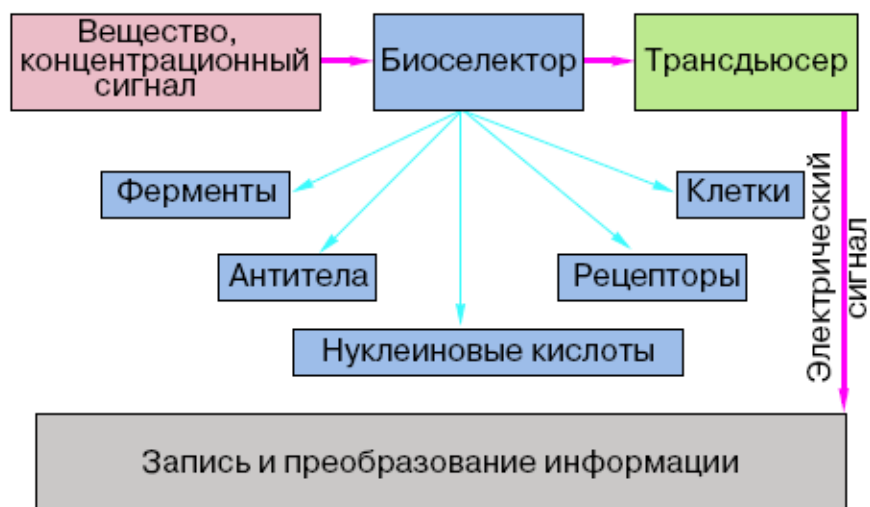 Вещество,
концентрационный
сигнал
Биоселектор
Трансдьюсер
Ферменты
Клетки
Антитела
Рецепторы
Нуклеиновые кислоты
Электрический
сигнал
Запись и преобразование информации